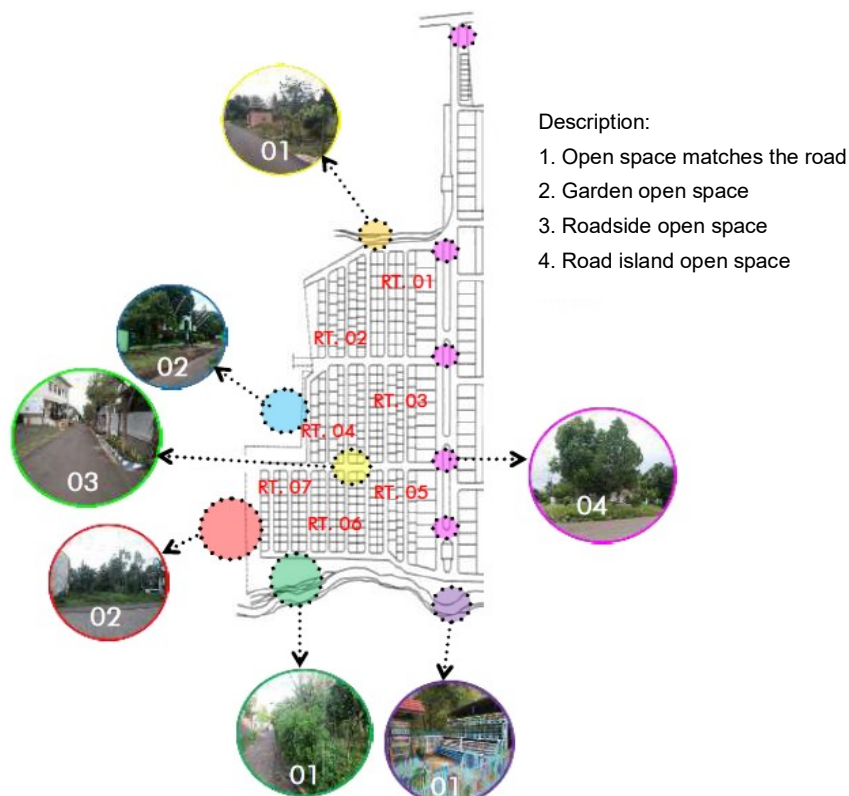 01
Description:
1. Open space matches the road
2. Garden open space
3. Roadside open space
4. Road island open space
RT. 01
RT. 02
02
RT. 03
RT. 04
03
04
RT. 07
RT. 05
RT. 06
02
01
01